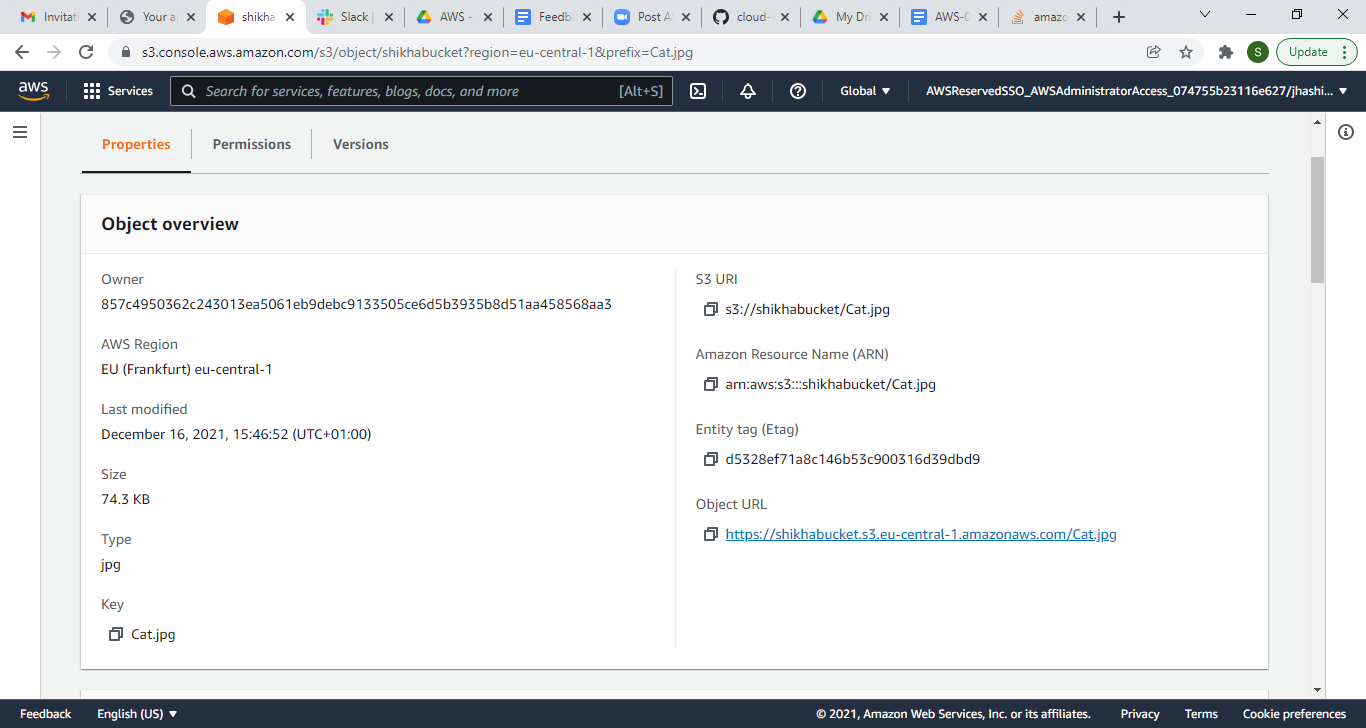 Invitat
Your a
shikha
Slack |
AWS -
Feedb
Post A
cloud-
My Dr
AWS-0
amazo
s3.console.aws.amazon.com/s3/object/shikhabucket?region=eu-central-1&prefix=Cat.jpg
S
Update
aws
Services
Search for services, features, blogs, docs, and more
[Alt+S]
Global
AWSReservedSSO_AWSAdministratorAccess_074755b23116e627/jhashi...
Properties
Permissions
Versions
Object overview
Owner
857c4950362c243013ea5061eb9debc9133505ce6d5b3935b8d51aa458568aa3
AWS Region
EU (Frankfurt) eu-central-1
Last modified
December 16, 2021, 15:46:52 (UTC+01:00)
Size
74.3 KB
Type
jpg
Key
Cat.jpg
S3 URI
s3://shikhabucket/Cat.jpg
Amazon Resource Name (ARN)
arn:aws:s3:::shikhabucket/Cat.jpg
Entity tag (Etag)
d5328ef71a8c146b53c900316d39dbd9
Object URL
https://shikhabucket.s3.eu-central-1.amazonaws.com/Cat.jpg
Feedback
English (US)
© 2021, Amazon Web Services, Inc. or its affiliates.
Privacy
Terms
Cookie preferences